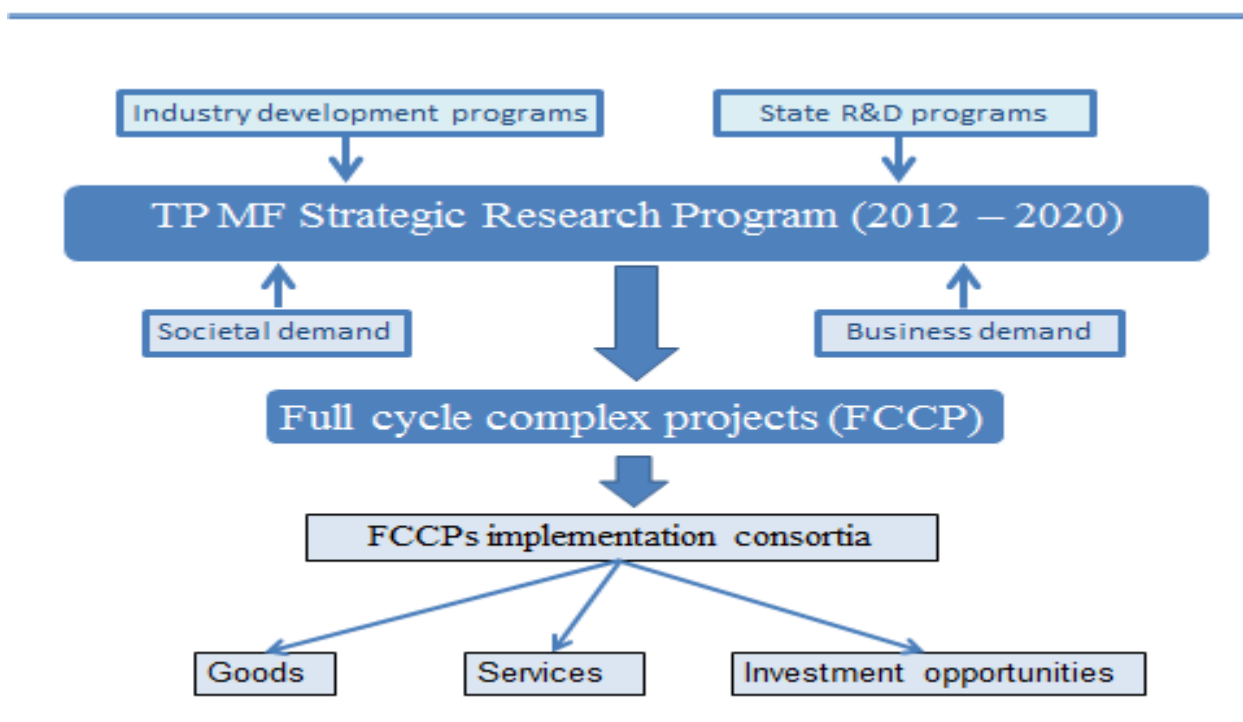 Industry development programs
State R&D programs
TP MF Strategic Research Program (2012 – 2020)
Societal demand
Business demand
Full cycle complex projects (FCCP)
FCCPs implementation consortia
Goods
Services
Investment opportunities